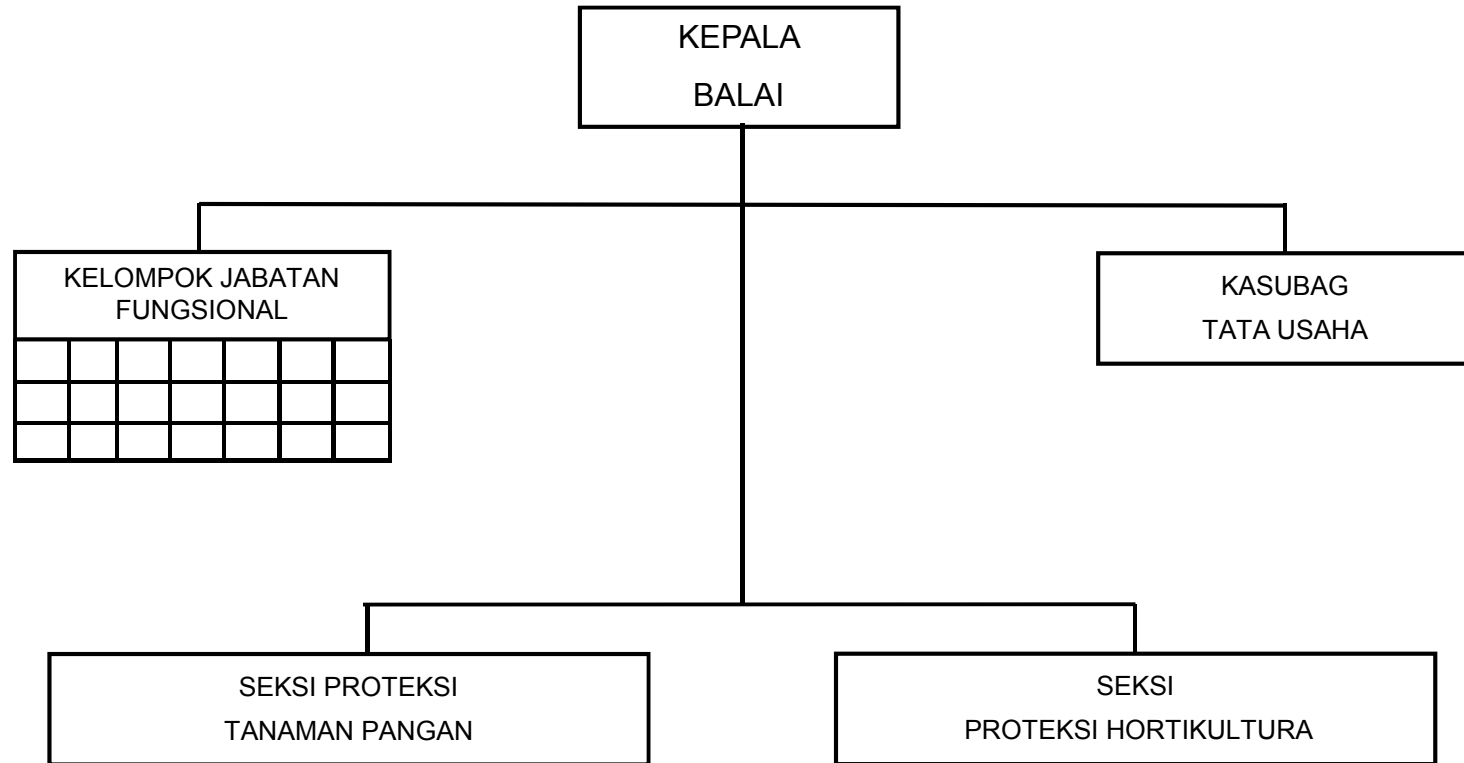 KEPALA
BALAI
KELOMPOK JABATAN
FUNGSIONAL
KASUBAG
TATA USAHA
SEKSI PROTEKSI
TANAMAN PANGAN
SEKSI
PROTEKSI HORTIKULTURA